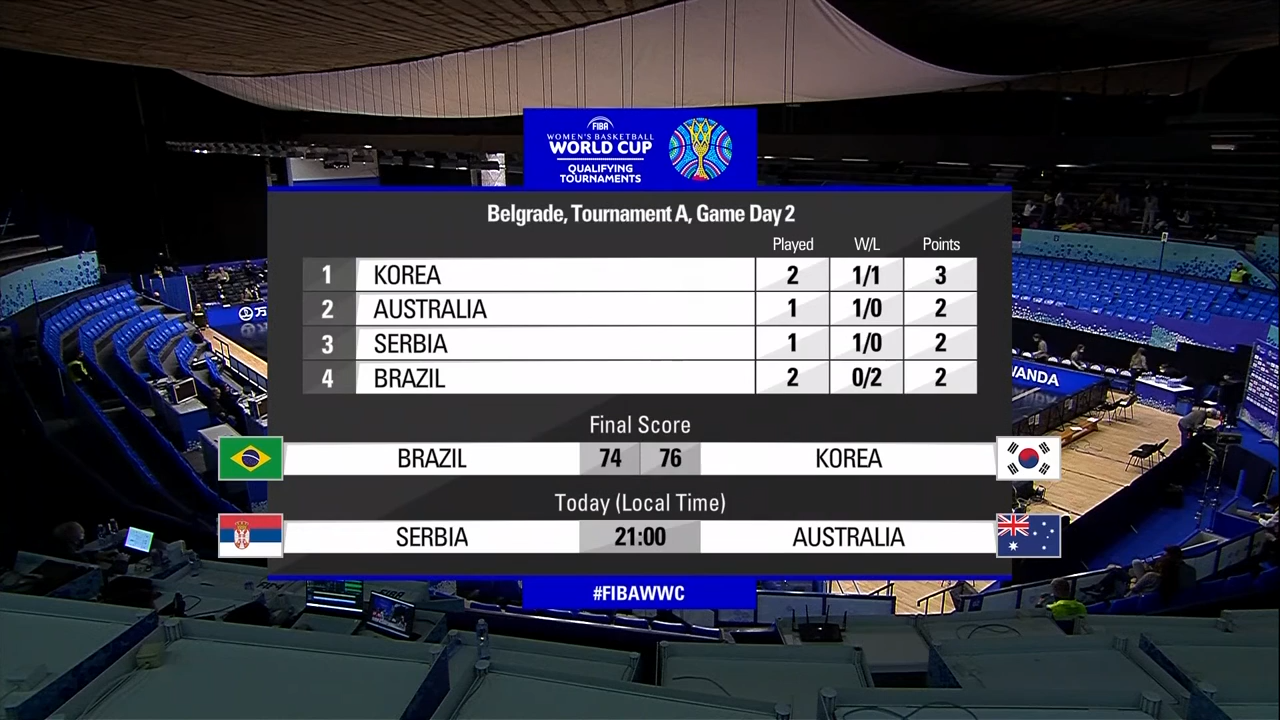 FIBA
WOMEN'S BASKETBALL
WORLD CUP
QUALIFYING
TOURNAMENTS
Belgrade, Tournament A, Game Day 2
Played W/L Points
1 KOREA 2 1/1 3
2 AUSTRALIA 1 1/0 2
3 SERBIA 1 1/0 2
4 BRAZIL 2 0/2 2
Final Score
BRAZIL 74 76 KOREA
Today (Local Time)
SERBIA 21:00 AUSTRALIA
#FIBAWWC
万
WANDA